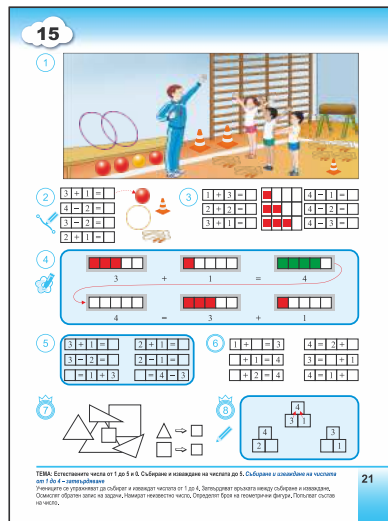 15
1
2
3 + 1 =
4 − 2 =
3 − 2 =
2 + 1 =
3
1 + 3 =
2 + 2 =
3 + 1 =
4 − 1 =
4 − 2 =
4 − 3 =
4
3 + 1 = 4
4 = 3 + 1
5
3 + 1 = 2 + 1 =
3 − 2 = 2 − 1 =
= 1 + 3 = 4 − 3
6
1 + = 3 4 = 2 +
+ 1 = 4 3 = + 1
+ 2 = 4 4 = 1 +
7
8
4
3 1
4 3
2 1
ТЕМА: Естествените числа от 1 до 5 и 0. Събиране и изваждане на числата до 5. Събиране и изваждане на числата
от 1 до 4 – затвърдяване
Учениците се упражняват да събират и изваждат числата от 1 до 4, Затвърдяват връзката между събиране и изваждане,
Осмислят обратен запис на задачи, Намират неизвестно число, Определят броя на геометрични фигури, Попълват състав
на число.
21